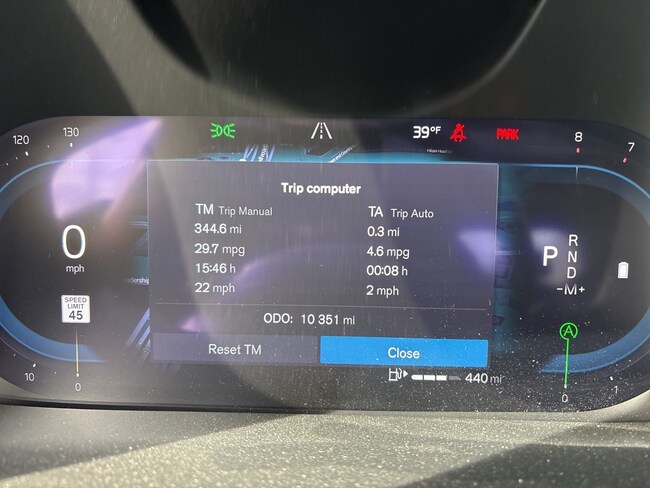 120
130
39°F
PARK
8
7
Trip computer
TM Trip Manual
TA Trip Auto
344.6 mi
0.3 mi
29.7 mpg
4.6 mpg
15:46 h
00:08 h
22 mph
2 mph
0
mph
P
R
N
D
-M+
SPEED
LIMIT
45
ODO: 10 351 mi
Reset TM
Close
A
10
0
440 mi
1
0